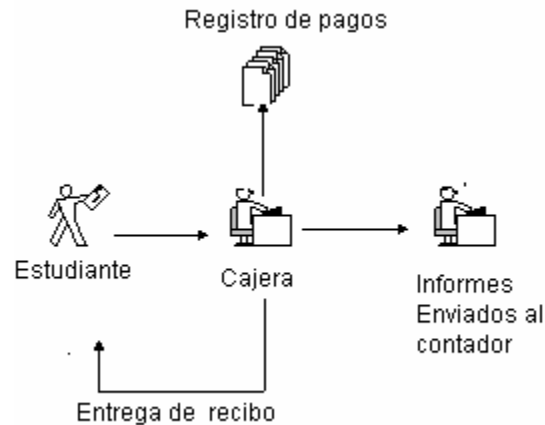 Registro de pagos
Estudiante
Cajera
Informes
Enviados al
contador
Entrega de recibo